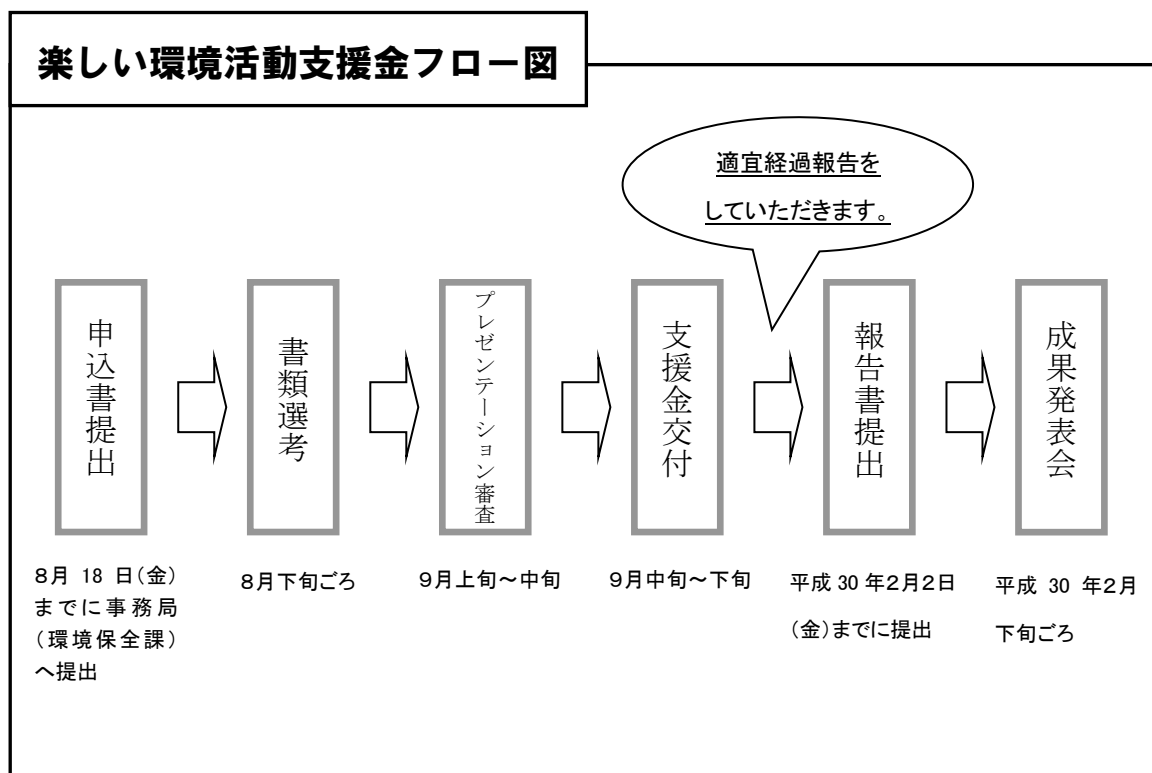 楽しい環境活動支援金フロー図
適宜経過報告を
していただきます。
申込書提出
書類選考
プレゼンテーション審査
支援金交付
報告書提出
成果発表会
8月 18 日(金)
までに事務局
(環境保全課)
へ提出
8月下旬ごろ
9月上旬～中旬
9月中旬～下旬
平成 30 年2月2日
(金)までに提出
平成 30 年2月
下旬ごろ